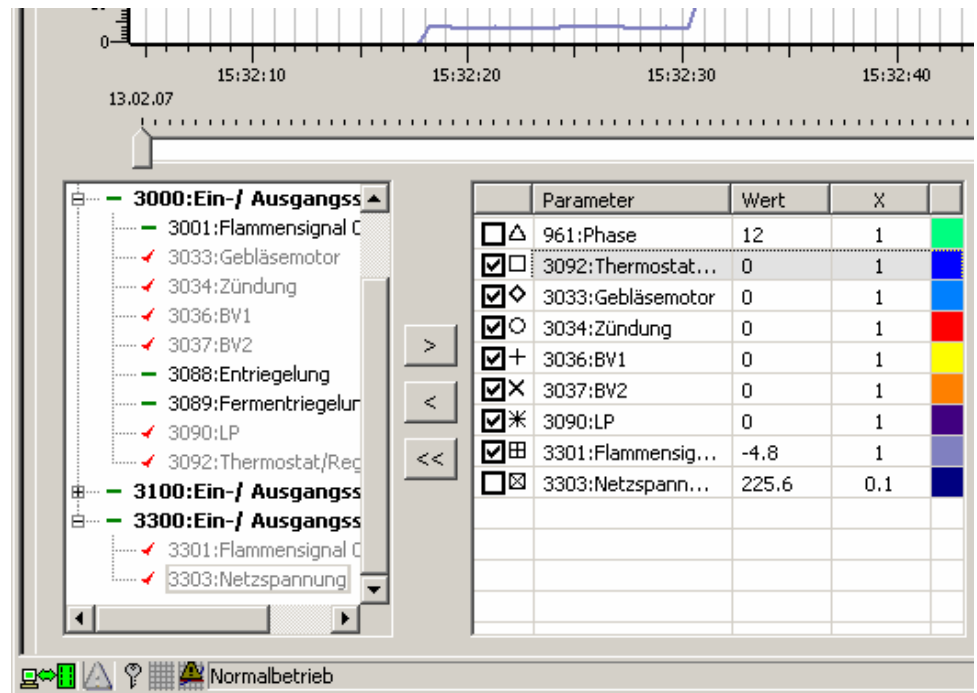 0
15:32:10 15:32:20 15:32:30 15:32:40
13.02.07
3000:Ein-/ Ausgangss
3001:Flammensignal
3033:Gebläsemotor
3034:Zündung
3036:BV1
3037:BV2
3088:Entriegelung
3089:Fermentriegelur
3090:LP
3092:Thermostat/Reg
3100:Ein-/ Ausgangss
3300:Ein-/ Ausgangss
3301:Flammensignal
3303:Netzspannung
>
<
<<
Parameter Wert X
961:Phase 12 1
3092:Thermostat... 0 1
3033:Gebläsemotor 0 1
3034:Zündung 0 1
3036:BV1 0 1
3037:BV2 0 1
3090:LP 0 1
3301:Flammensig... -4.8 1
3303:Netzspann... 225.6 0.1
Normalbetrieb